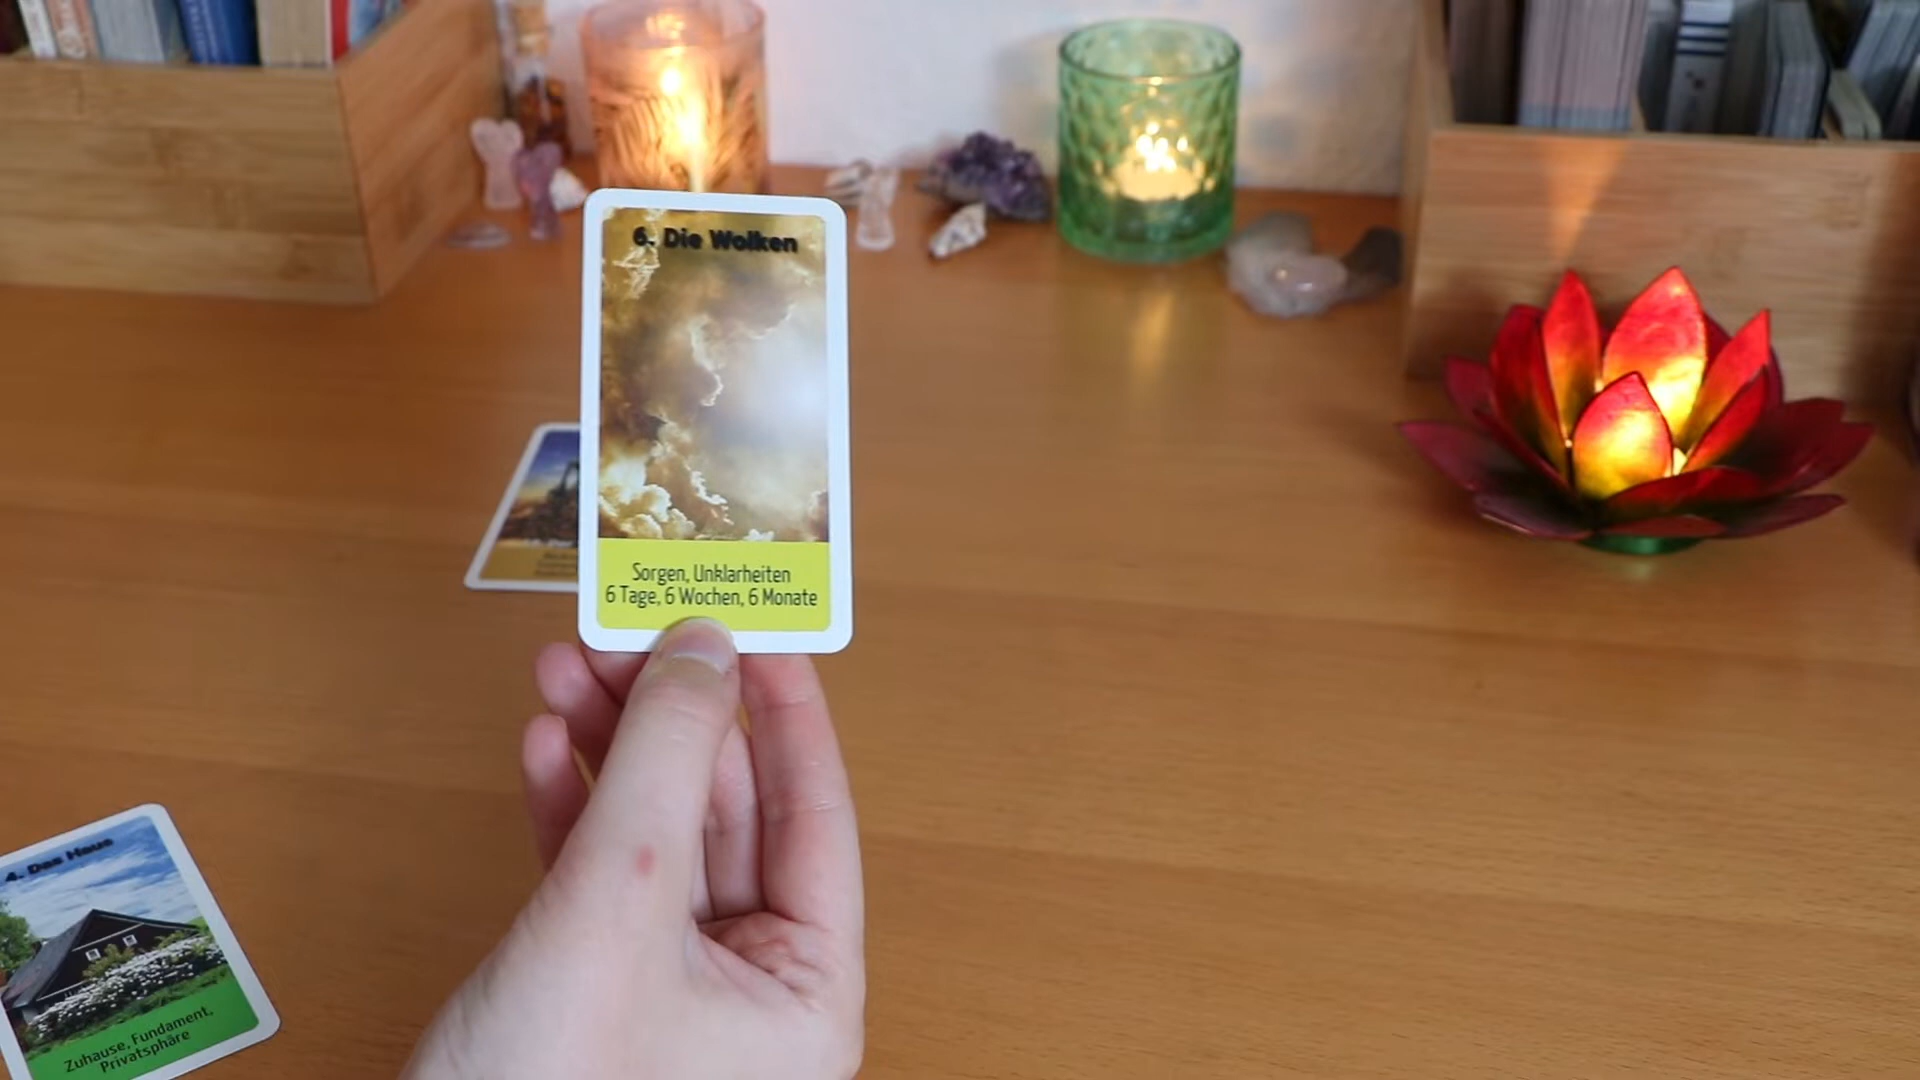 6. Die Wolken
Sorgen, Unklarheiten
6 Tage, 6 Wochen, 6 Monate
4. Das Haus
Zuhause, Fundament,
Privatsphäre